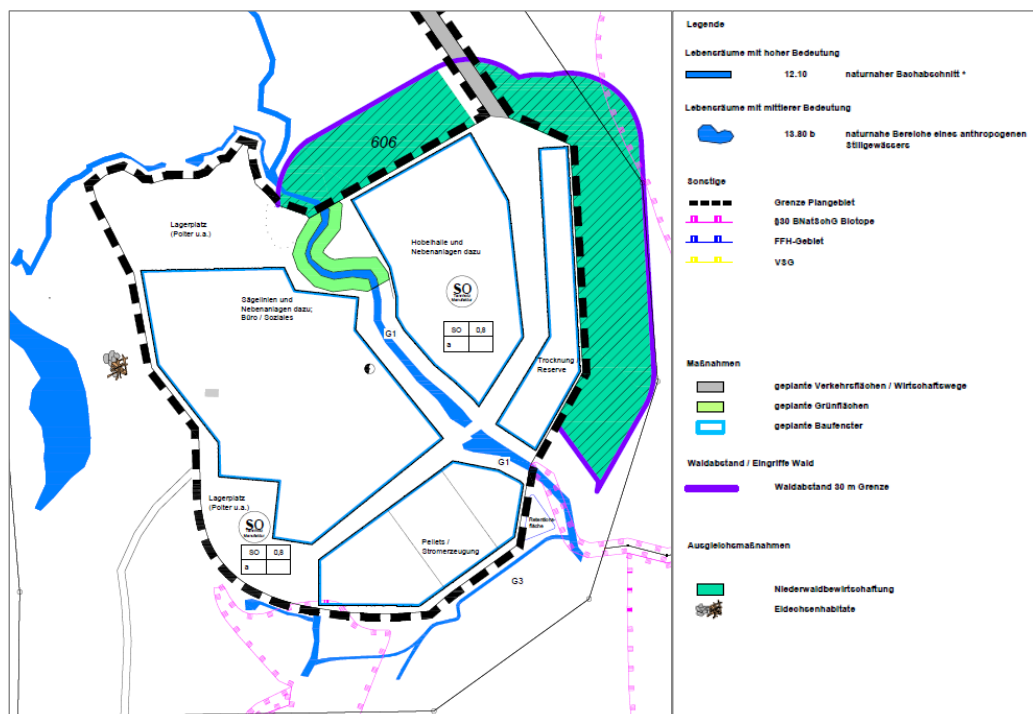 606
Lagerplatz
(Polter u.a.)
Hobelhalle und
Nebenanlagen dazu
SO
SO 0,8
a
Sägelinien und
Nebenanlagen dazu;
Büro / Soziales
G1
Trocknung
Reserve
G1
Lagerplatz
(Polter u.a.)
SO
SO 0,8
a
Pellets /
Stromerzeugung
G3
Legende
Lebensräume mit hoher Bedeutung
12.10 naturnaher Bachabschnitt *
Lebensräume mit mittlerer Bedeutung
13.80 b naturnahe Bereiche eines anthropogenen
Stillgewässers
Sonstige
Grenze Plangebiet
§30 BNatSchG Biotope
FFH-Gebiet
VSG
Maßnahmen
geplante Verkehrsflächen / Wirtschaftswege
geplante Grünflächen
geplante Baufenster
Waldabstand / Eingriffe Wald
Waldabstand 30 m Grenze
Ausgleichsmaßnahmen
Niederwaldbewirtschaftung
Eidechsenhabitate